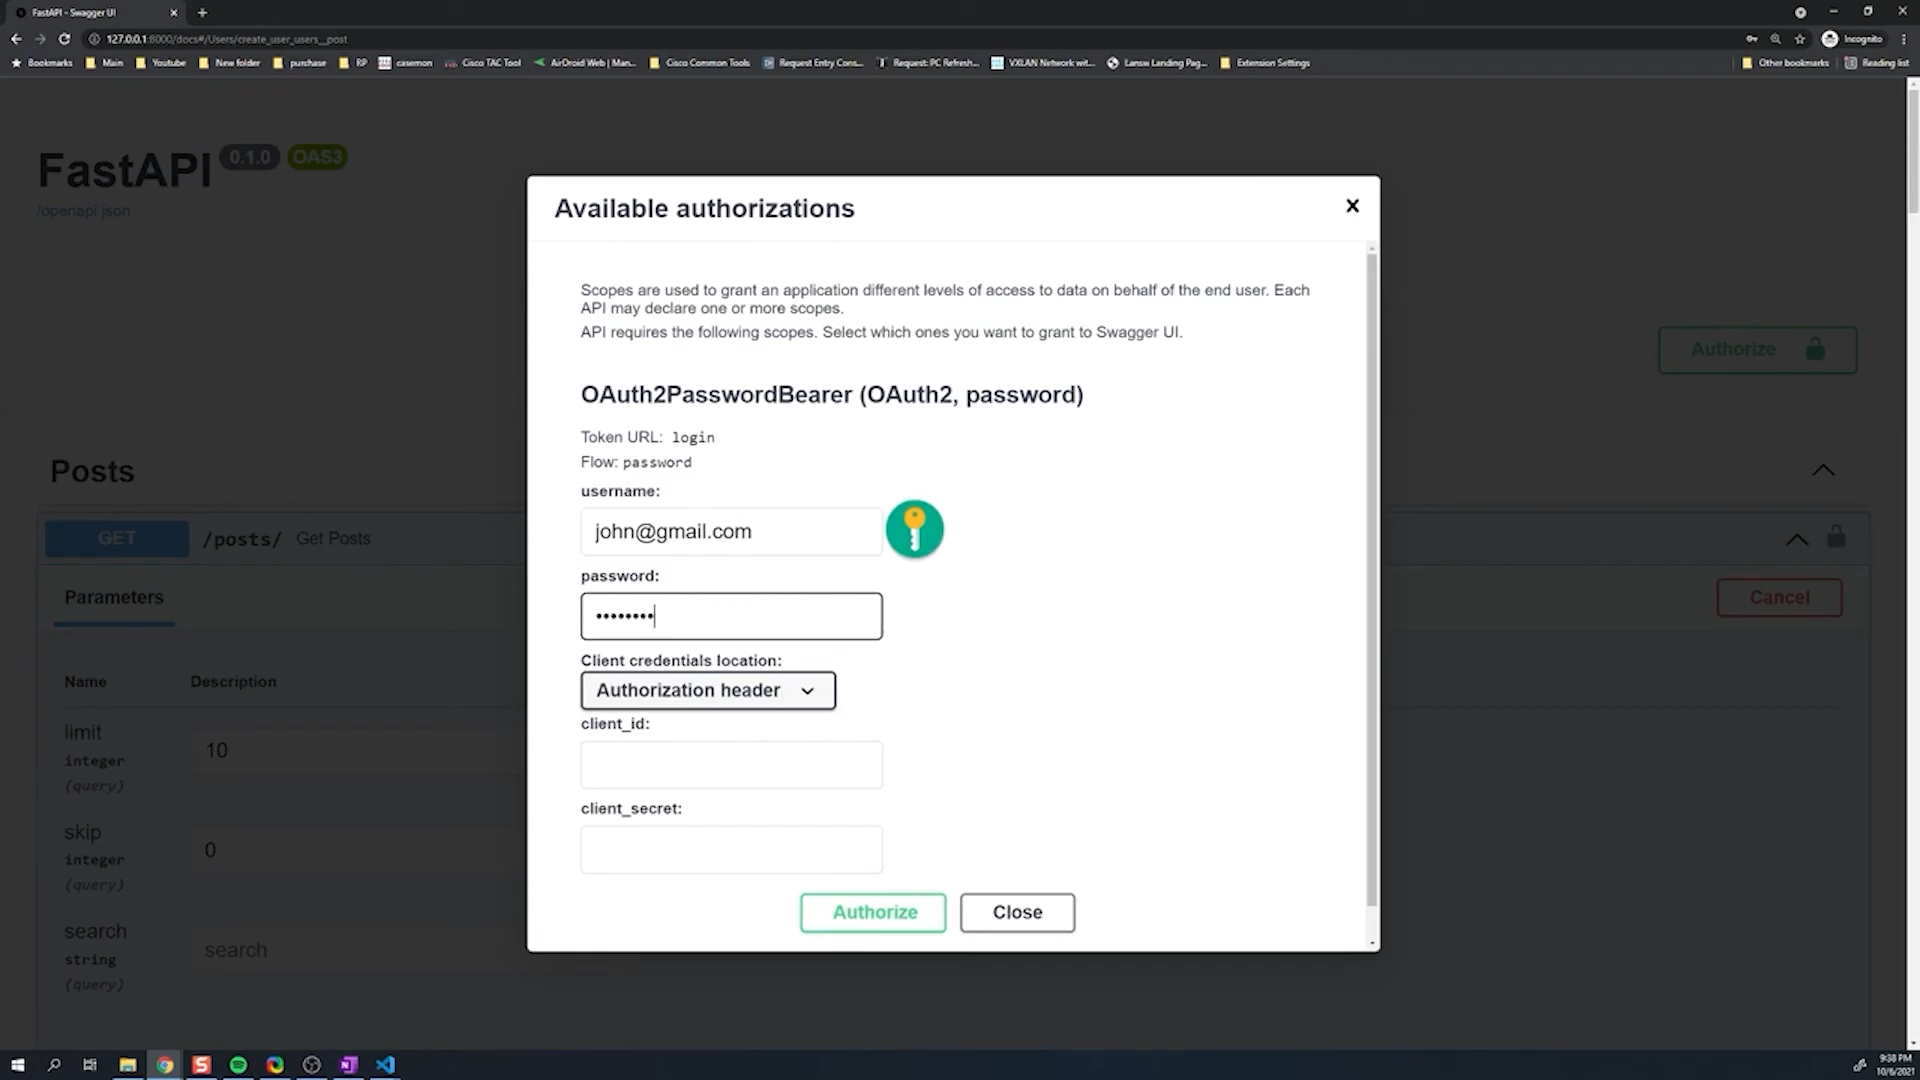 FastAPI - Swagger UI
127.0.0.1:8000/docs#/Users/create_user_users__post
Incognito
Bookmarks
Main
Youtube
New folder
purchase
RP
casemon
Cisco TAC Tool
AirDroid Web | Man...
Cisco Common Tools
Request Entry Cons...
Request: PC Refresh...
VXLAN Network wit...
Lansw Landing Pag...
Extension Settings
Other bookmarks
Reading list
FastAPI 0.1.0 OAS3
/openapi.json
Available authorizations
Scopes are used to grant an application different levels of access to data on behalf of the end user. Each
API may declare one or more scopes.
API requires the following scopes. Select which ones you want to grant to Swagger UI.
Authorize
OAuth2PasswordBearer (OAuth2, password)
Token URL: login
Flow: password
username:
john@gmail.com
password:
••••••••
Client credentials location:
Authorization header
client_id:
client_secret:
Authorize
Close
Posts
GET /posts/ Get Posts
Parameters
Cancel
Name Description
limit
integer
(query)
10
skip
integer
(query)
0
search
string
(query)
search
9:38 PM
10/6/2021